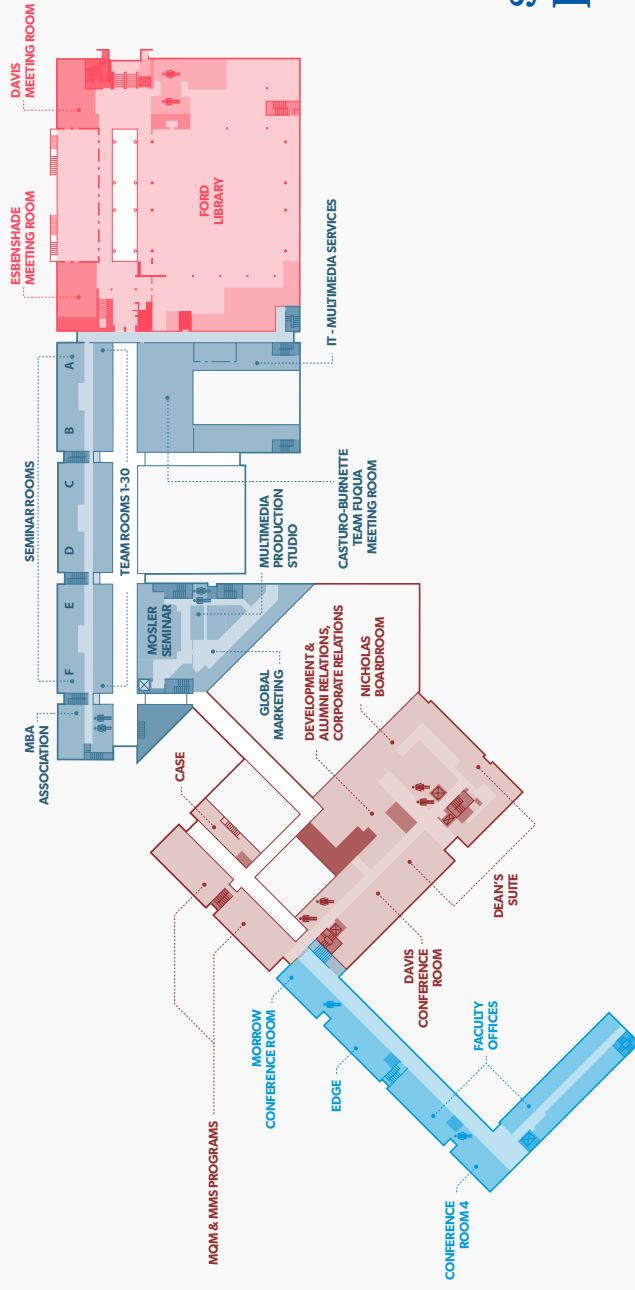 DAVIS
MEETING ROOM
ESBENSHADE
MEETING ROOM
FORD
LIBRARY
IT - MULTIMEDIA SERVICES
SEMINAR ROOMS
A
B
C
D
E
F
TEAM ROOMS 1-30
CASTURO-BURNETTE
TEAM FUQUA
MEETING ROOM
MULTIMEDIA
PRODUCTION
STUDIO
MOSLER
SEMINAR
GLOBAL
MARKETING
MBA
ASSOCIATION
DEVELOPMENT &
ALUMNI RELATIONS,
CORPORATE RELATIONS
NICHOLAS
BOARDROOM
CASE
DEAN'S
SUITE
DAVIS
CONFERENCE
ROOM
MQM & MMS PROGRAMS
MORROW
CONFERENCE ROOM
EDGE
FACULTY
OFFICES
CONFERENCE
ROOM 4